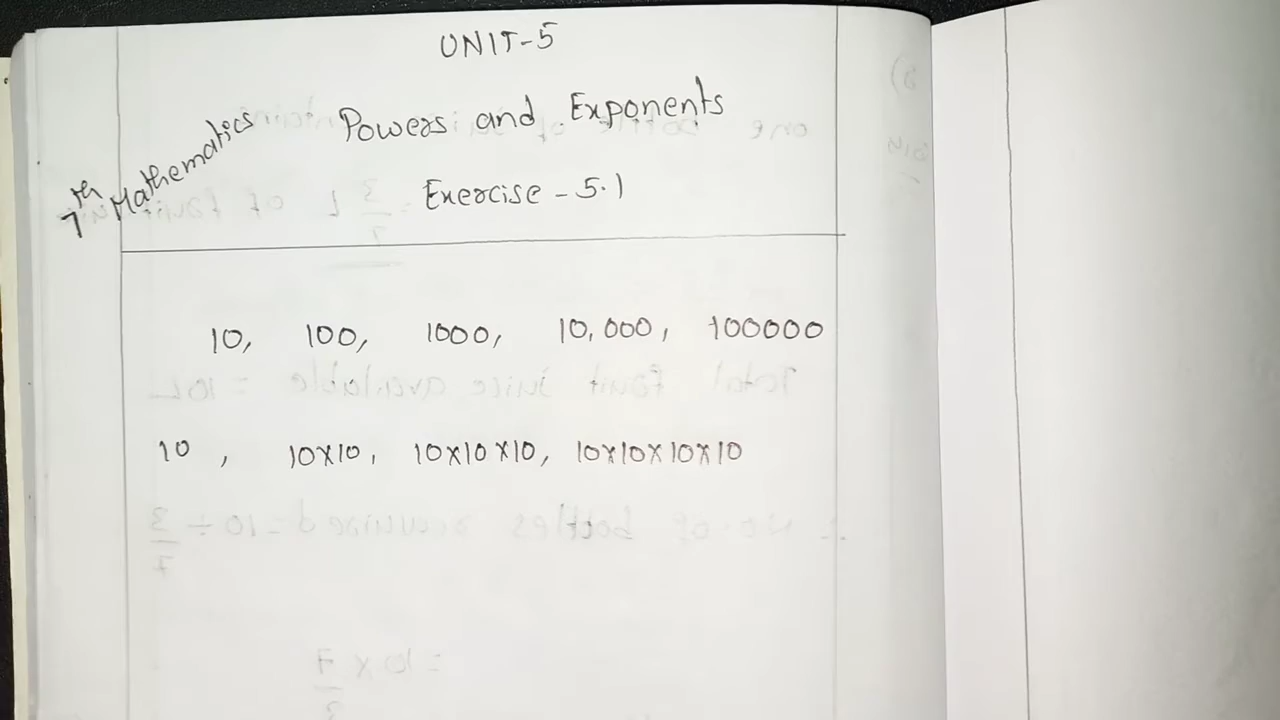 UNIT-5
Powers and Exponents
7th Mathematics
Exercise - 5.1
10, 100, 1000, 10,000, 100000
10, 10x10, 10x10x10, 10x10x10x10